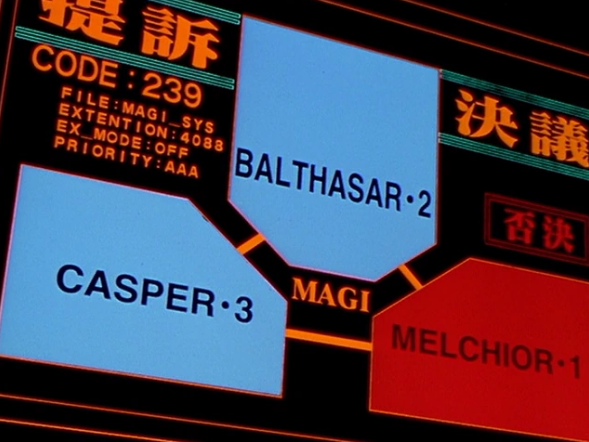 提訴
CODE:239
FILE:MAGI_SYS
EXTENTION:4088
EX_MODE:OFF
PRIORITY:AAA
BALTHASAR・2
決議
否決
CASPER・3
MAGI
MELCHIOR・1